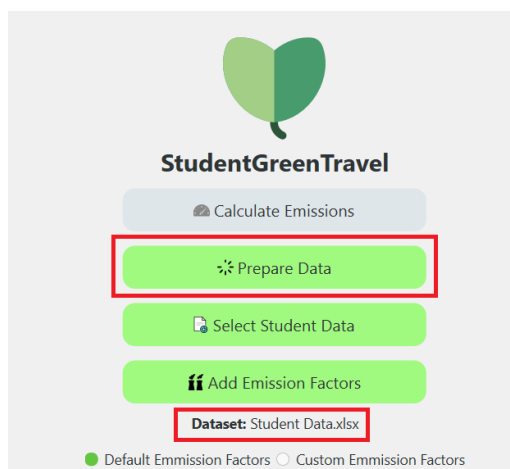 StudentGreenTravel
Calculate Emissions
Prepare Data
Select Student Data
Add Emission Factors
Dataset: Student Data.xlsx
Default Emmission Factors Custom Emmission Factors